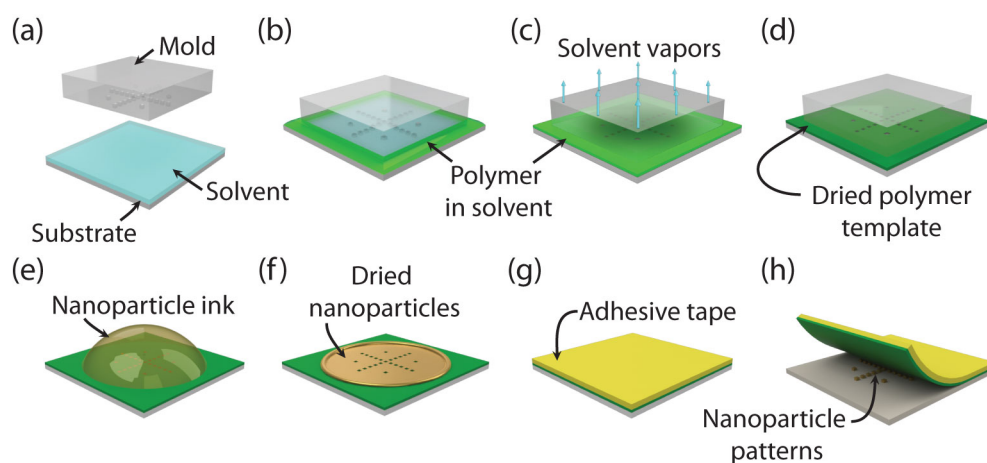 (a)
Mold
Solvent
Substrate
(b)
Polymer
in solvent
(c)
Solvent vapors
(d)
Dried polymer
template
(e)
Nanoparticle ink
(f)
Dried
nanoparticles
(g)
Adhesive tape
(h)
Nanoparticle
patterns